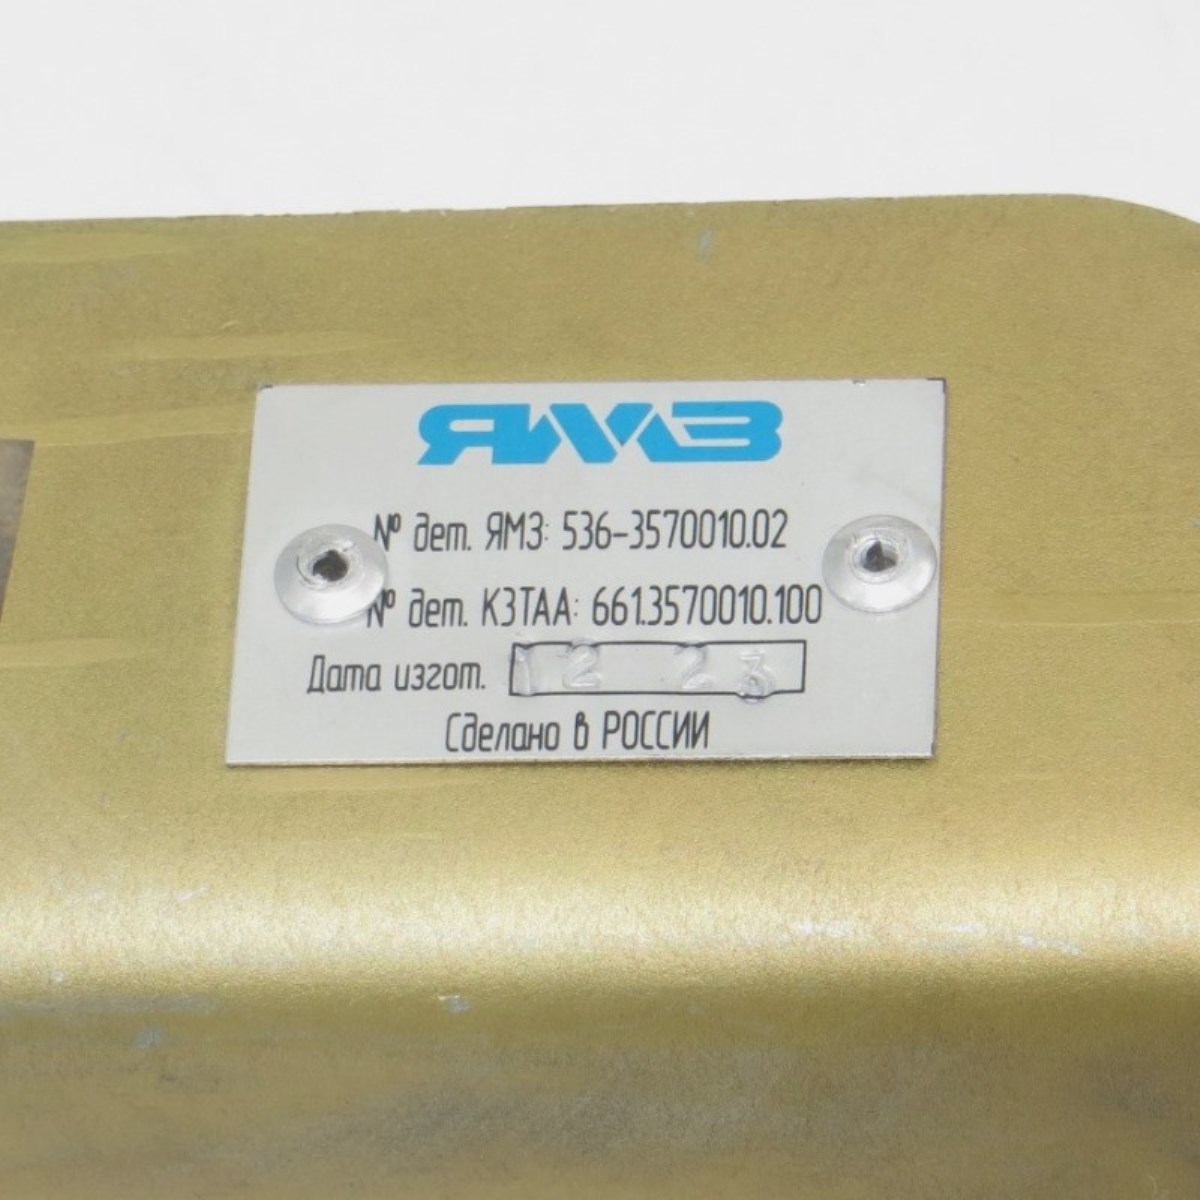 ЯМЗ
№ дет. ЯМЗ: 536-3570010.02
№ дет. КЗТАА: 661.3570010.100
Дата изгот. 12 23
Сделано в РОССИИ